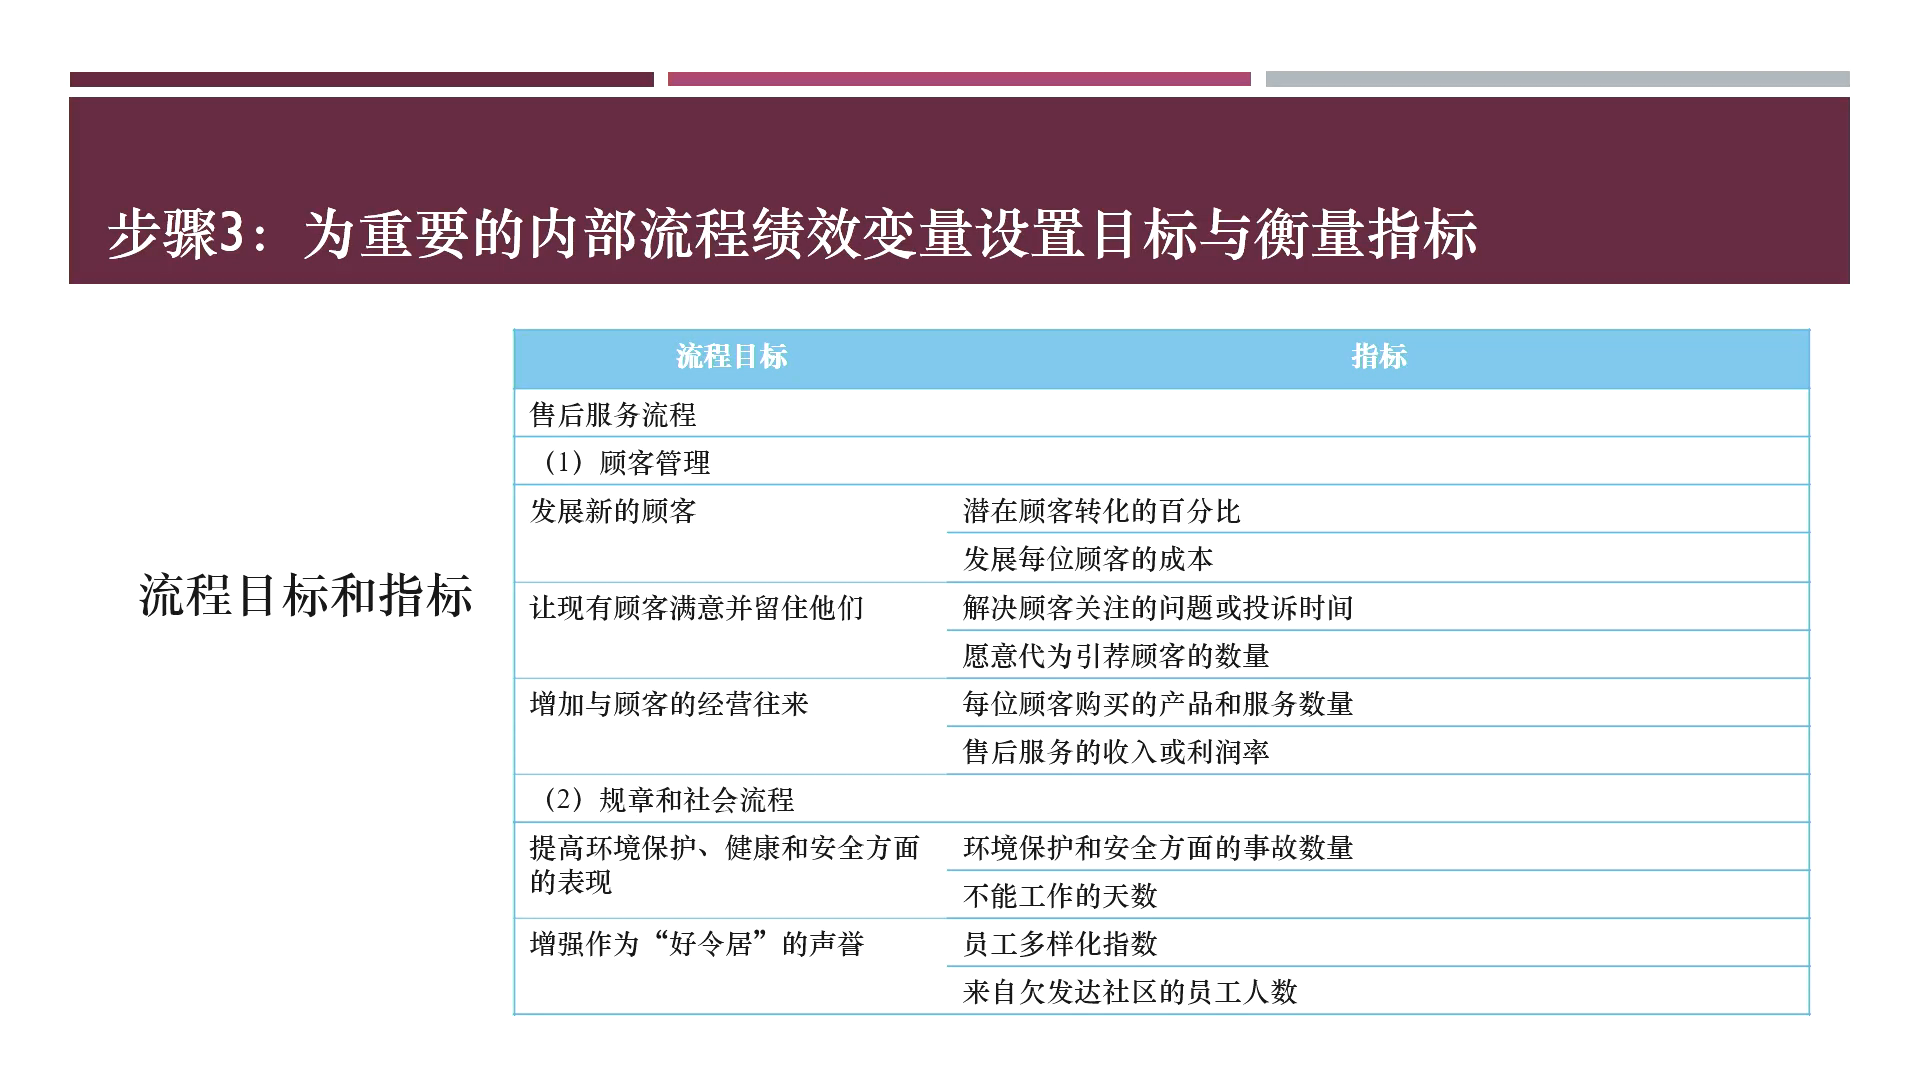 步骤3：为重要的内部流程绩效变量设置目标与衡量指标
流程目标和指标
流程目标 指标
售后服务流程
（1）顾客管理
发展新的顾客 潜在顾客转化的百分比
发展每位顾客的成本
让现有顾客满意并留住他们 解决顾客关注的问题或投诉时间
愿意代为引荐顾客的数量
增加与顾客的经营往来 每位顾客购买的产品和服务数量
售后服务的收入或利润率
（2）规章和社会流程
提高环境保护、健康和安全方面 环境保护和安全方面的事故数量
的表现
不能工作的天数
增强作为“好令居”的声誉 员工多样化指数
来自欠发达社区的员工人数